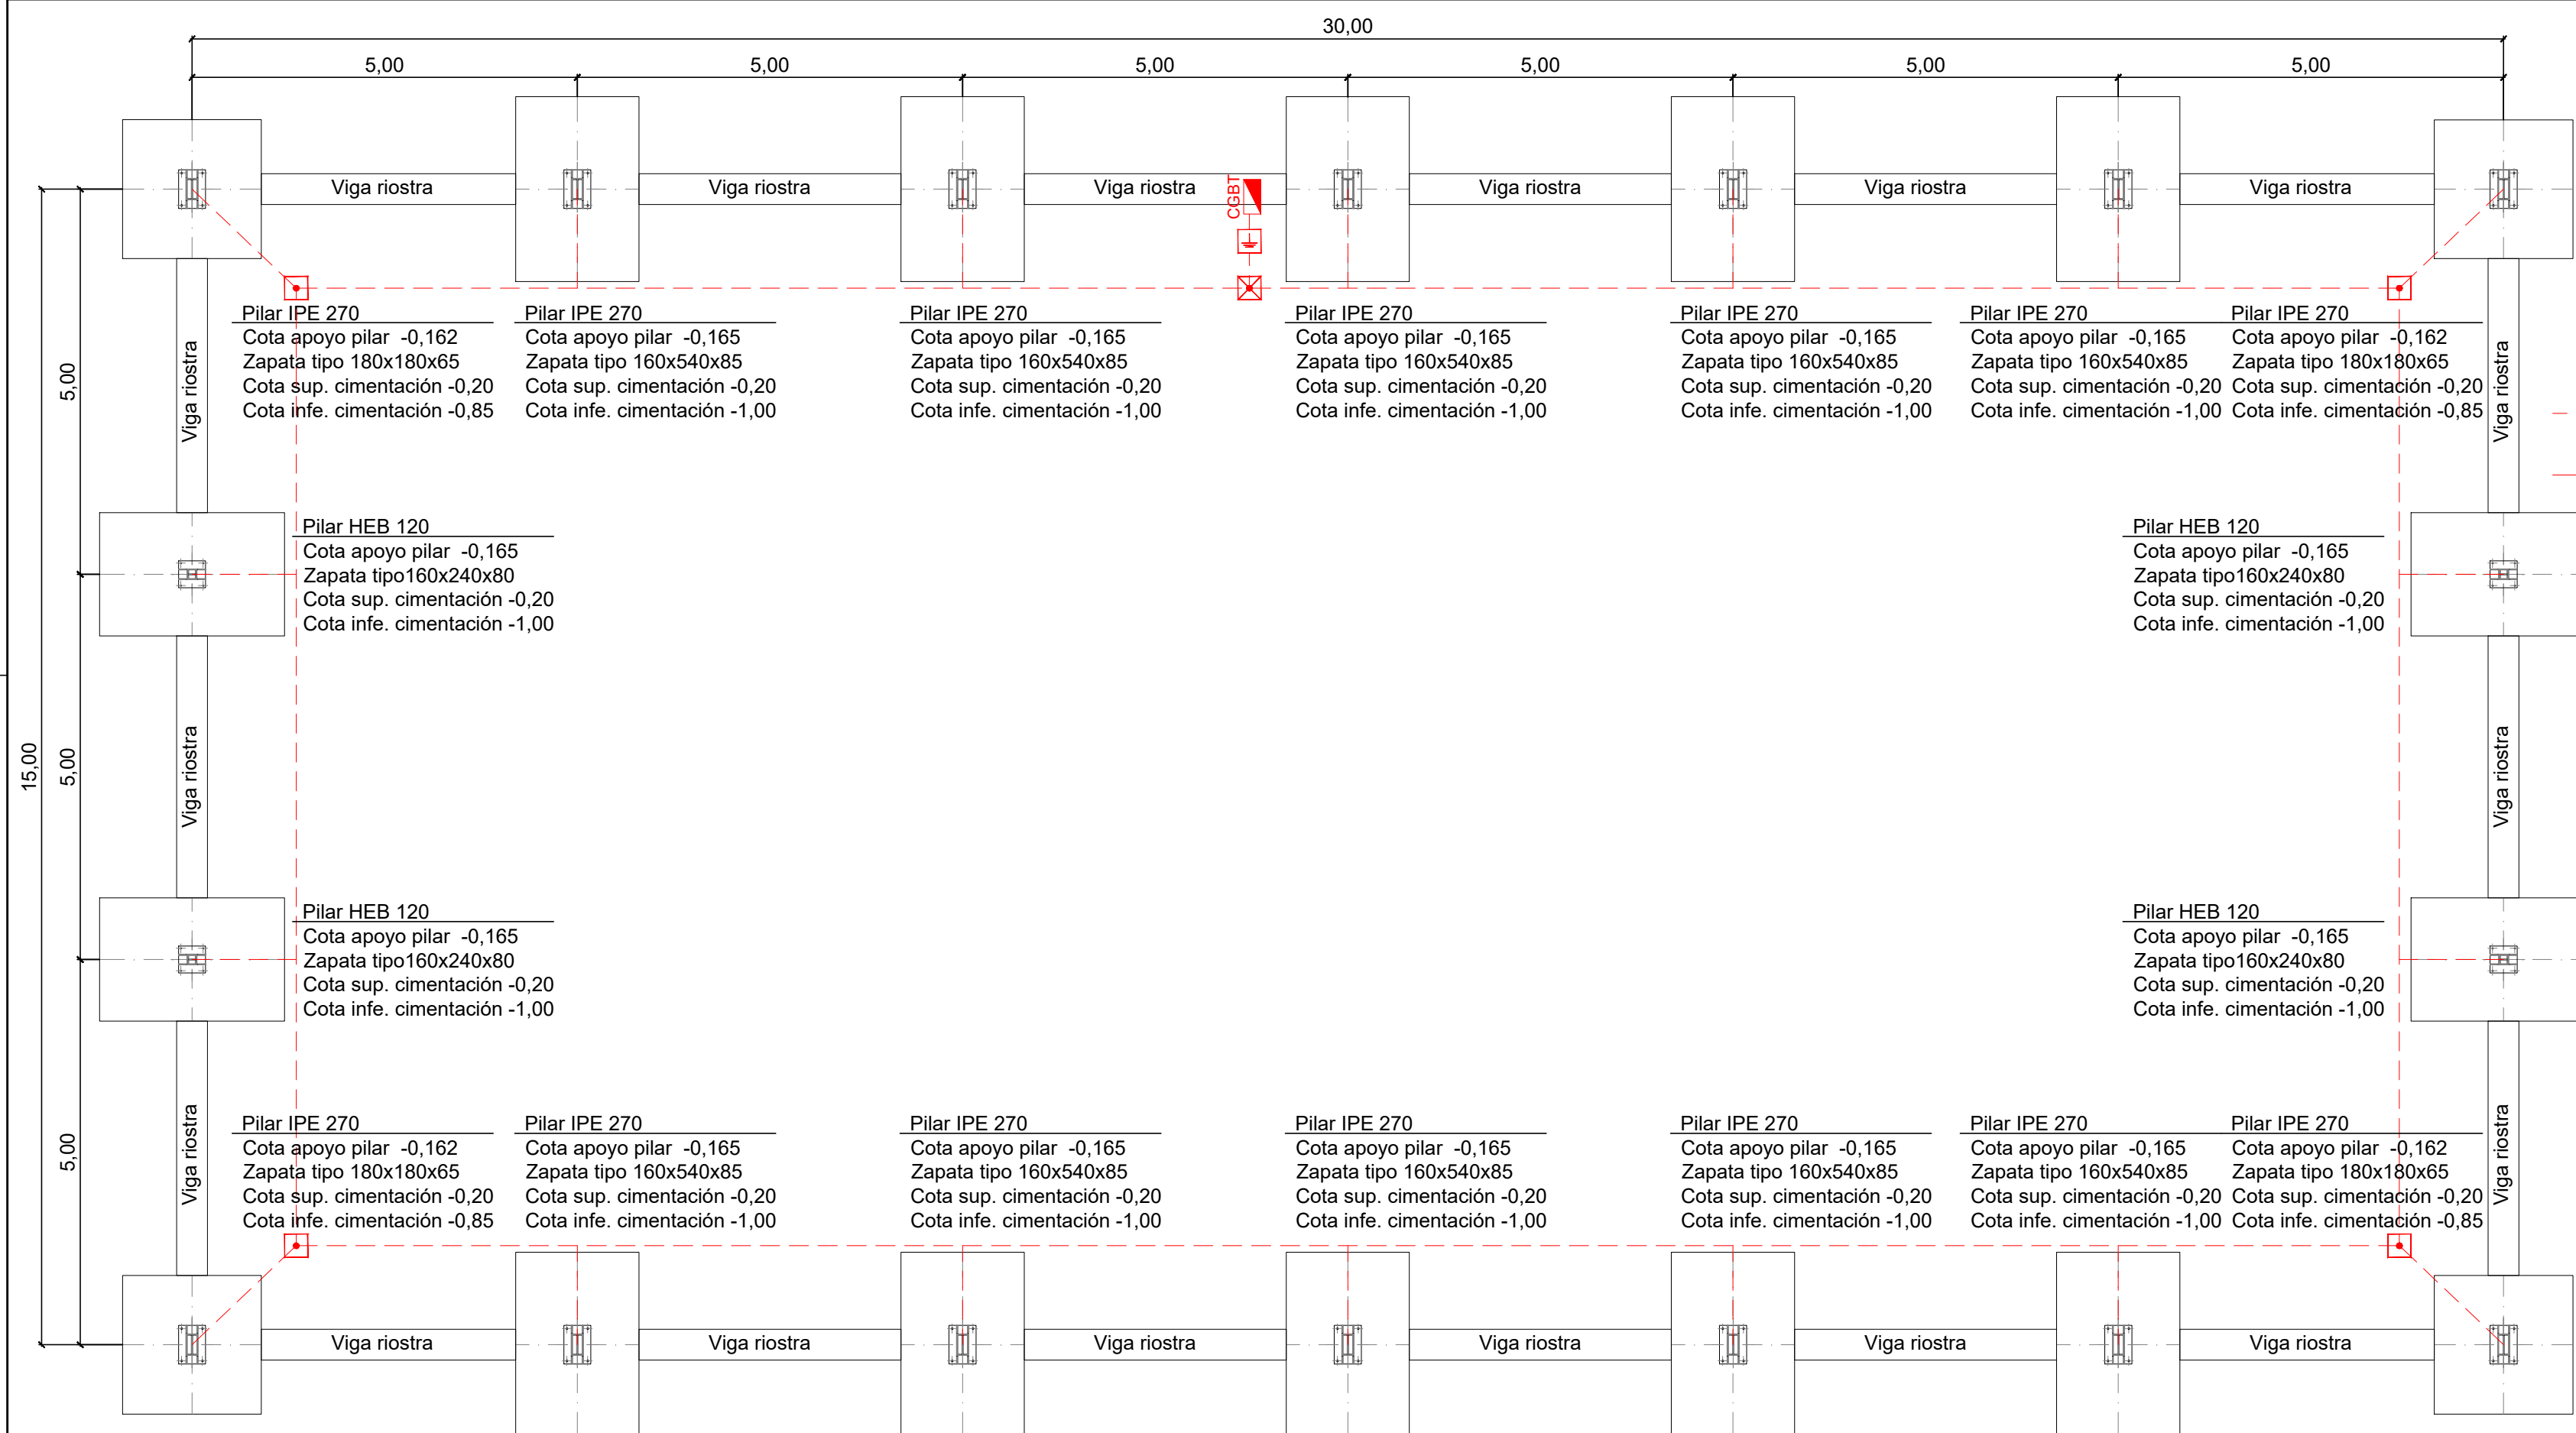 30,00
5,00 5,00 5,00 5,00 5,00 5,00
Viga riostra Viga riostra Viga riostra Viga riostra Viga riostra Viga riostra
CGBT
Pilar IPE 270
Cota apoyo pilar -0,162
Zapata tipo 180x180x65
Cota sup. cimentación -0,20
Cota infe. cimentación -0,85
Pilar IPE 270
Cota apoyo pilar -0,165
Zapata tipo 160x540x85
Cota sup. cimentación -0,20
Cota infe. cimentación -1,00
Pilar IPE 270
Cota apoyo pilar -0,165
Zapata tipo 160x540x85
Cota sup. cimentación -0,20
Cota infe. cimentación -1,00
Pilar IPE 270
Cota apoyo pilar -0,165
Zapata tipo 160x540x85
Cota sup. cimentación -0,20
Cota infe. cimentación -1,00
Pilar IPE 270
Cota apoyo pilar -0,165
Zapata tipo 160x540x85
Cota sup. cimentación -0,20
Cota infe. cimentación -1,00
Pilar IPE 270
Cota apoyo pilar -0,165
Zapata tipo 160x540x85
Cota sup. cimentación -0,20
Cota infe. cimentación -1,00
Pilar IPE 270
Cota apoyo pilar -0,162
Zapata tipo 180x180x65
Cota sup. cimentación -0,20
Cota infe. cimentación -0,85
5,00
Viga riostra
Viga riostra
Pilar HEB 120
Cota apoyo pilar -0,165
Zapata tipo160x240x80
Cota sup. cimentación -0,20
Cota infe. cimentación -1,00
Pilar HEB 120
Cota apoyo pilar -0,165
Zapata tipo160x240x80
Cota sup. cimentación -0,20
Cota infe. cimentación -1,00
15,00
5,00
Viga riostra
Viga riostra
Pilar HEB 120
Cota apoyo pilar -0,165
Zapata tipo160x240x80
Cota sup. cimentación -0,20
Cota infe. cimentación -1,00
Pilar HEB 120
Cota apoyo pilar -0,165
Zapata tipo160x240x80
Cota sup. cimentación -0,20
Cota infe. cimentación -1,00
5,00
Viga riostra
Viga riostra
Pilar IPE 270
Cota apoyo pilar -0,162
Zapata tipo 180x180x65
Cota sup. cimentación -0,20
Cota infe. cimentación -0,85
Pilar IPE 270
Cota apoyo pilar -0,165
Zapata tipo 160x540x85
Cota sup. cimentación -0,20
Cota infe. cimentación -1,00
Pilar IPE 270
Cota apoyo pilar -0,165
Zapata tipo 160x540x85
Cota sup. cimentación -0,20
Cota infe. cimentación -1,00
Pilar IPE 270
Cota apoyo pilar -0,165
Zapata tipo 160x540x85
Cota sup. cimentación -0,20
Cota infe. cimentación -1,00
Pilar IPE 270
Cota apoyo pilar -0,165
Zapata tipo 160x540x85
Cota sup. cimentación -0,20
Cota infe. cimentación -1,00
Pilar IPE 270
Cota apoyo pilar -0,165
Zapata tipo 160x540x85
Cota sup. cimentación -0,20
Cota infe. cimentación -1,00
Pilar IPE 270
Cota apoyo pilar -0,162
Zapata tipo 180x180x65
Cota sup. cimentación -0,20
Cota infe. cimentación -0,85
Viga riostra Viga riostra Viga riostra Viga riostra Viga riostra Viga riostra